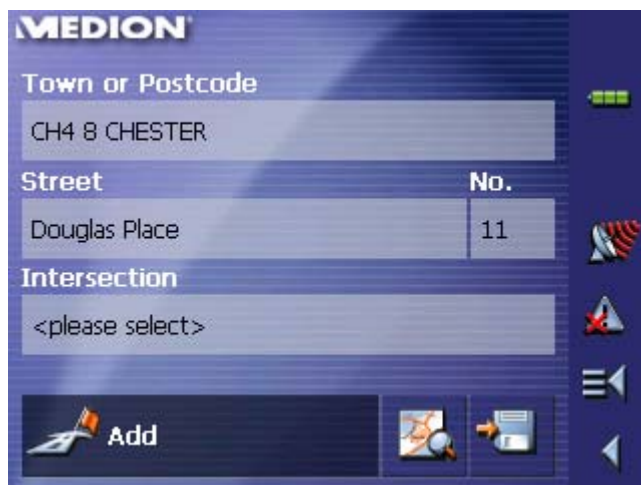 MEDION
Town or Postcode
CH4 8 CHESTER
Street No.
Douglas Place 11
Intersection
<please select>
Add